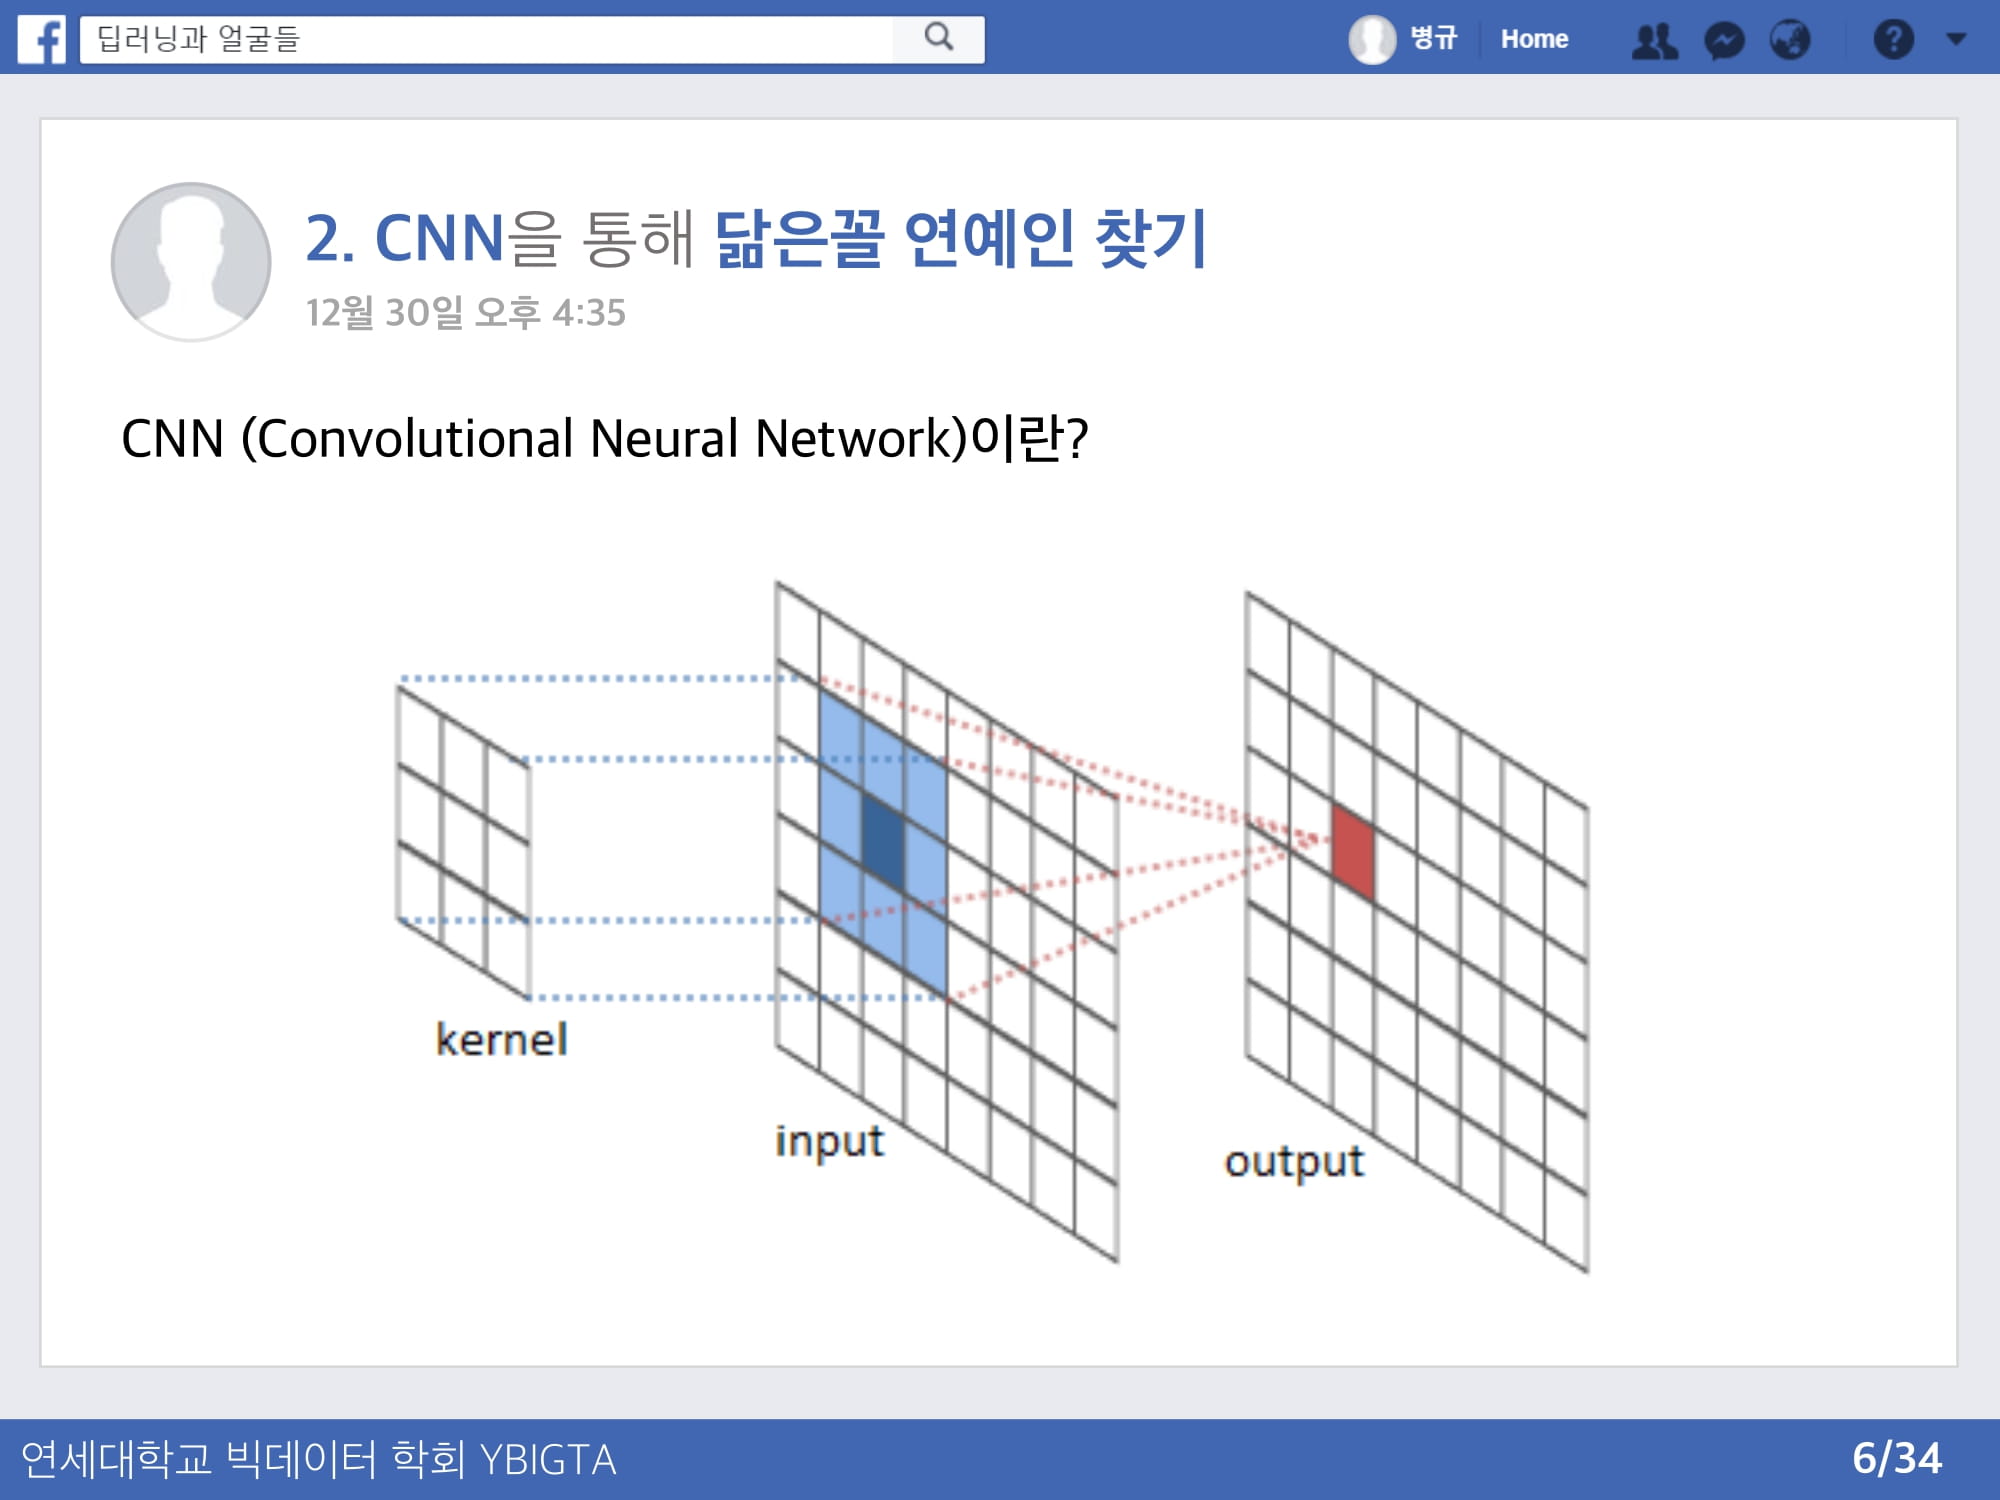 f 딥러닝과 얼굴들 병규 Home ?
2. CNN을 통해 닮은꼴 연예인 찾기
12월 30일 오후 4:35
CNN (Convolutional Neural Network)이란?
kernel
input
output
연세대학교 빅데이터 학회 YBIGTA 6/34